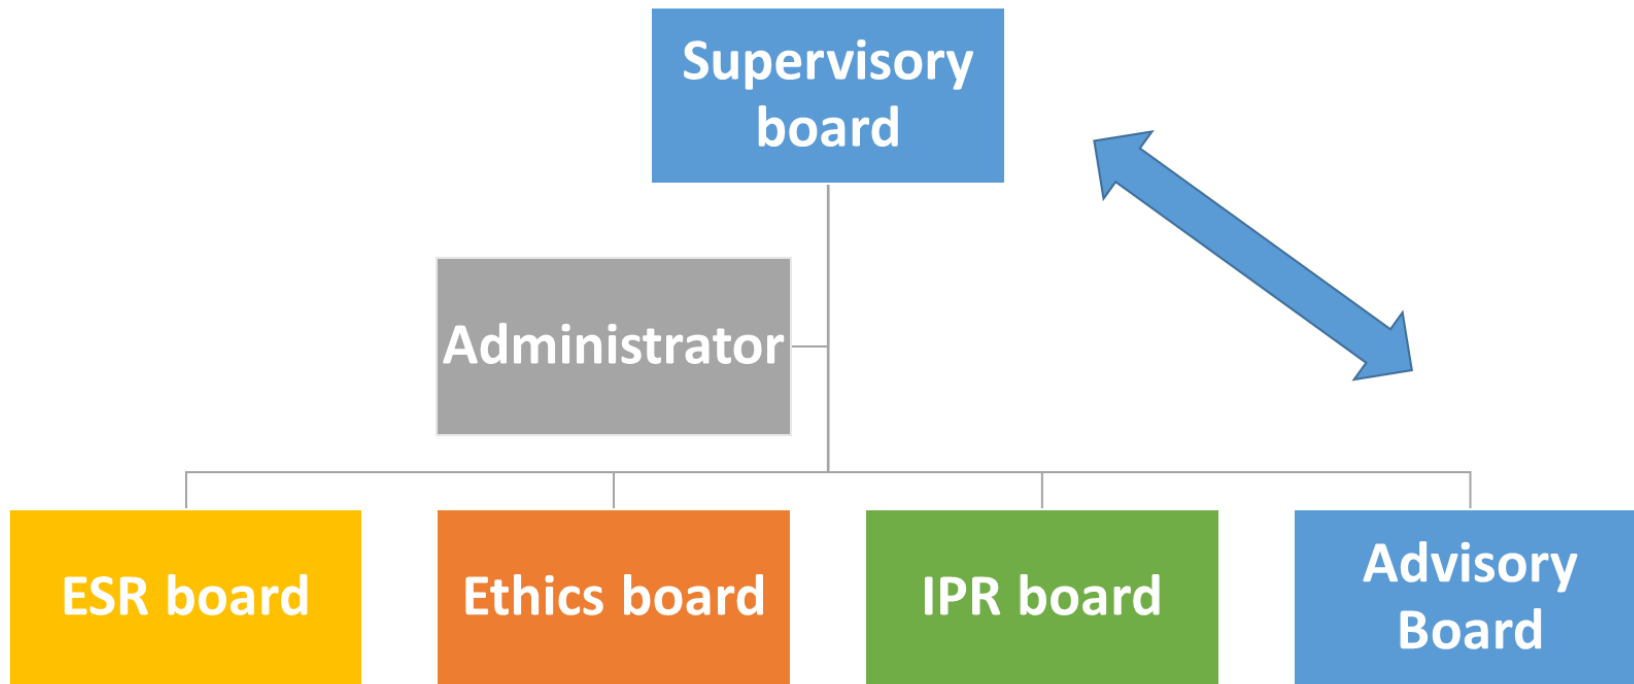 Supervisory
board
Administrator
ESR board
Ethics board
IPR board
Advisory
Board